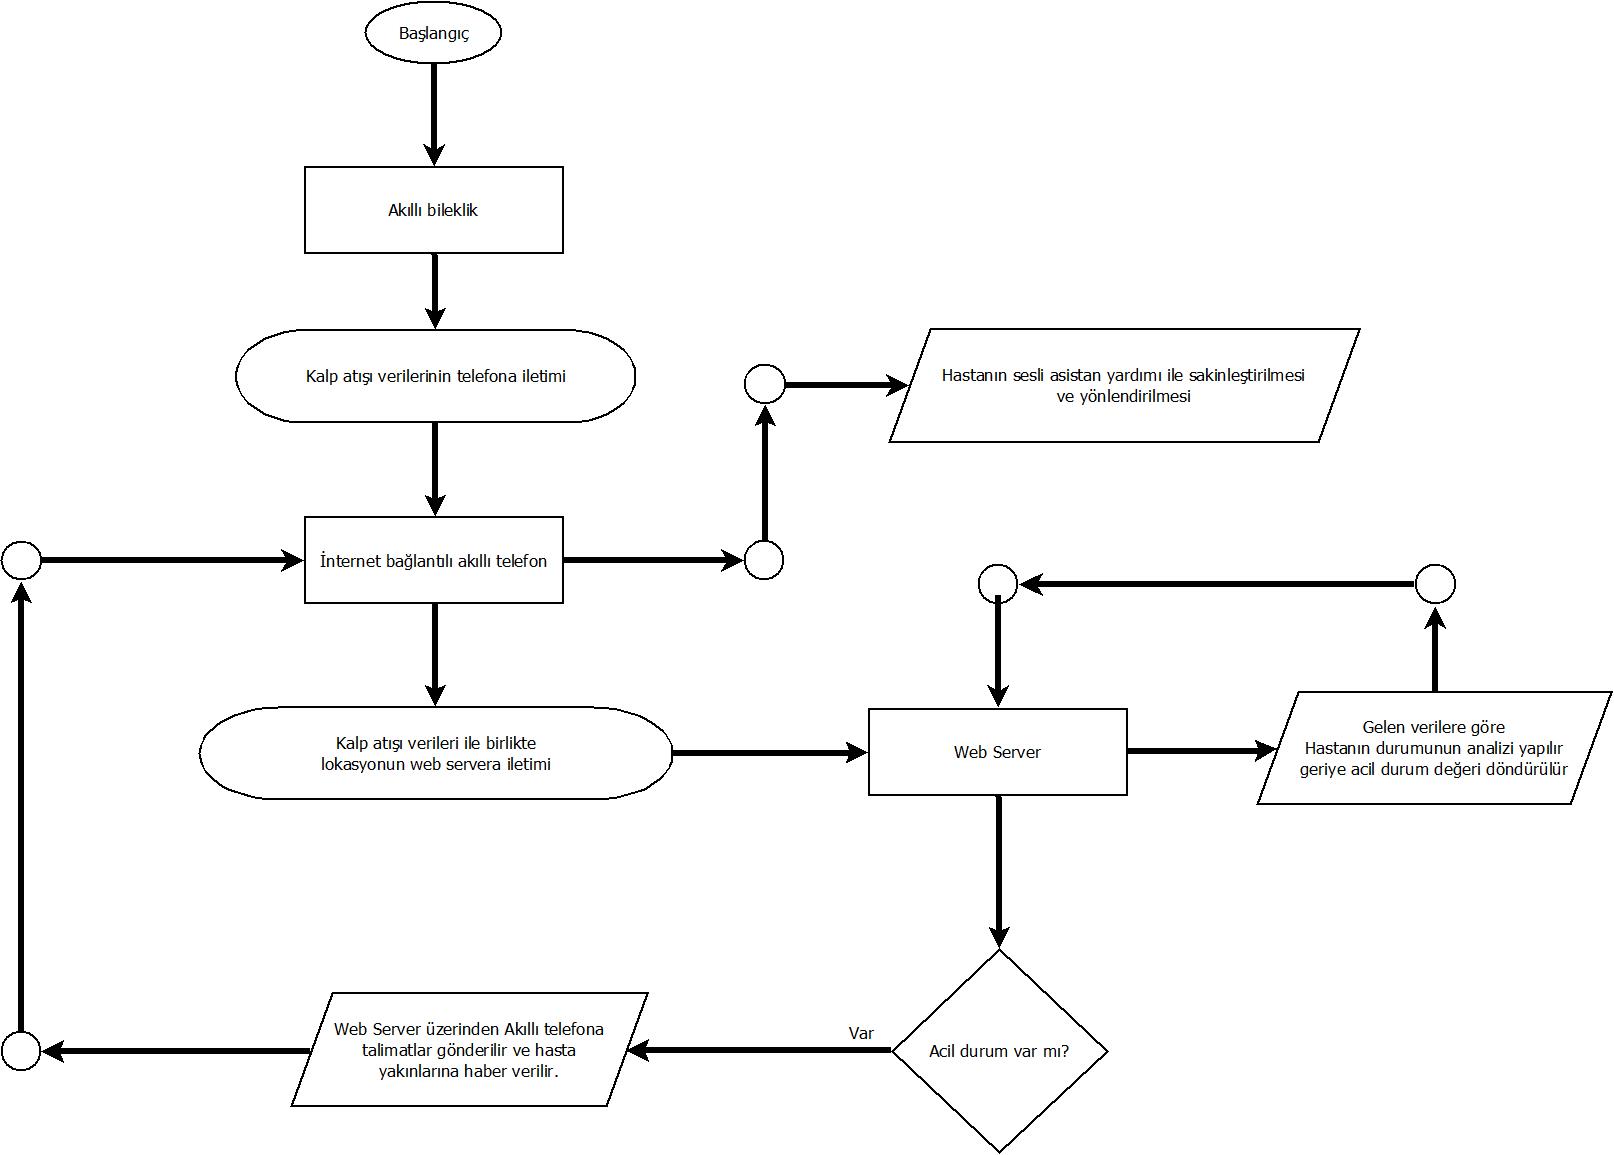 Başlangıç
Akıllı bileklik
Kalp atışı verilerinin telefona iletimi
Hastanın sesli asistan yardımı ile sakinleştirilmesi
ve yönlendirilmesi
İnternet bağlantılı akıllı telefon
Kalp atışı verileri ile birlikte
lokasyonun web servera iletimi
Web Server
Gelen verilere göre
Hastanın durumunun analizi yapılır
geriye acil durum değeri döndürülür
Acil durum var mı?
Var
Web Server üzerinden Akıllı telefona
talimatlar gönderilir ve hasta
yakınlarına haber verilir.